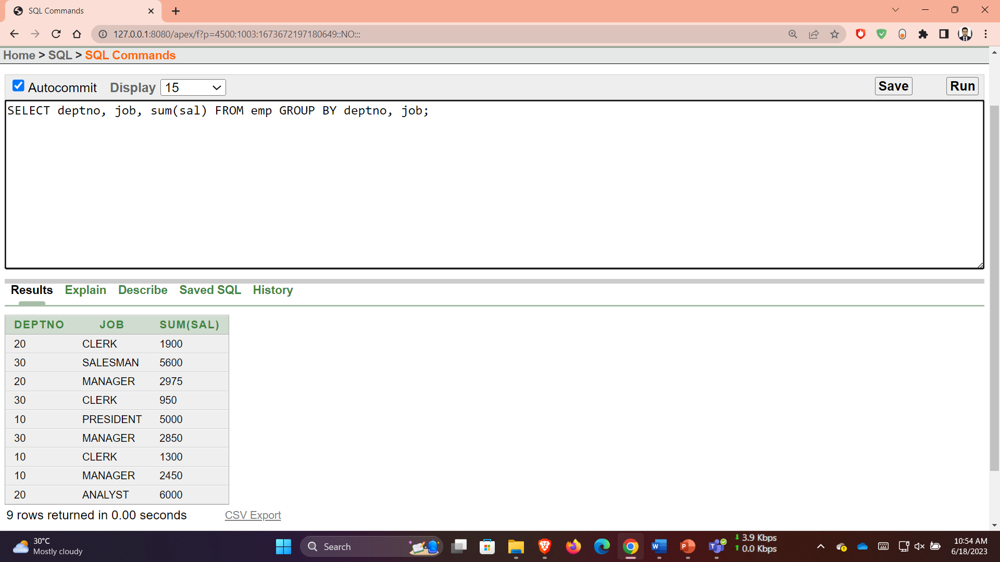 SQL Commands
127.0.0.1:8080/apex/f?p=4500:1003:1673672197180649::NO:::
Home > SQL > SQL Commands
Autocommit Display 15 Save Run
SELECT deptno, job, sum(sal) FROM emp GROUP BY deptno, job;
Results Explain Describe Saved SQL History
DEPTNO JOB SUM(SAL)
20 CLERK 1900
30 SALESMAN 5600
20 MANAGER 2975
30 CLERK 950
10 PRESIDENT 5000
30 MANAGER 2850
10 CLERK 1300
10 MANAGER 2450
20 ANALYST 6000
9 rows returned in 0.00 seconds CSV Export
30°C
Mostly cloudy
Search
3.9 Kbps
0.0 Kbps
10:54 AM
6/18/2023